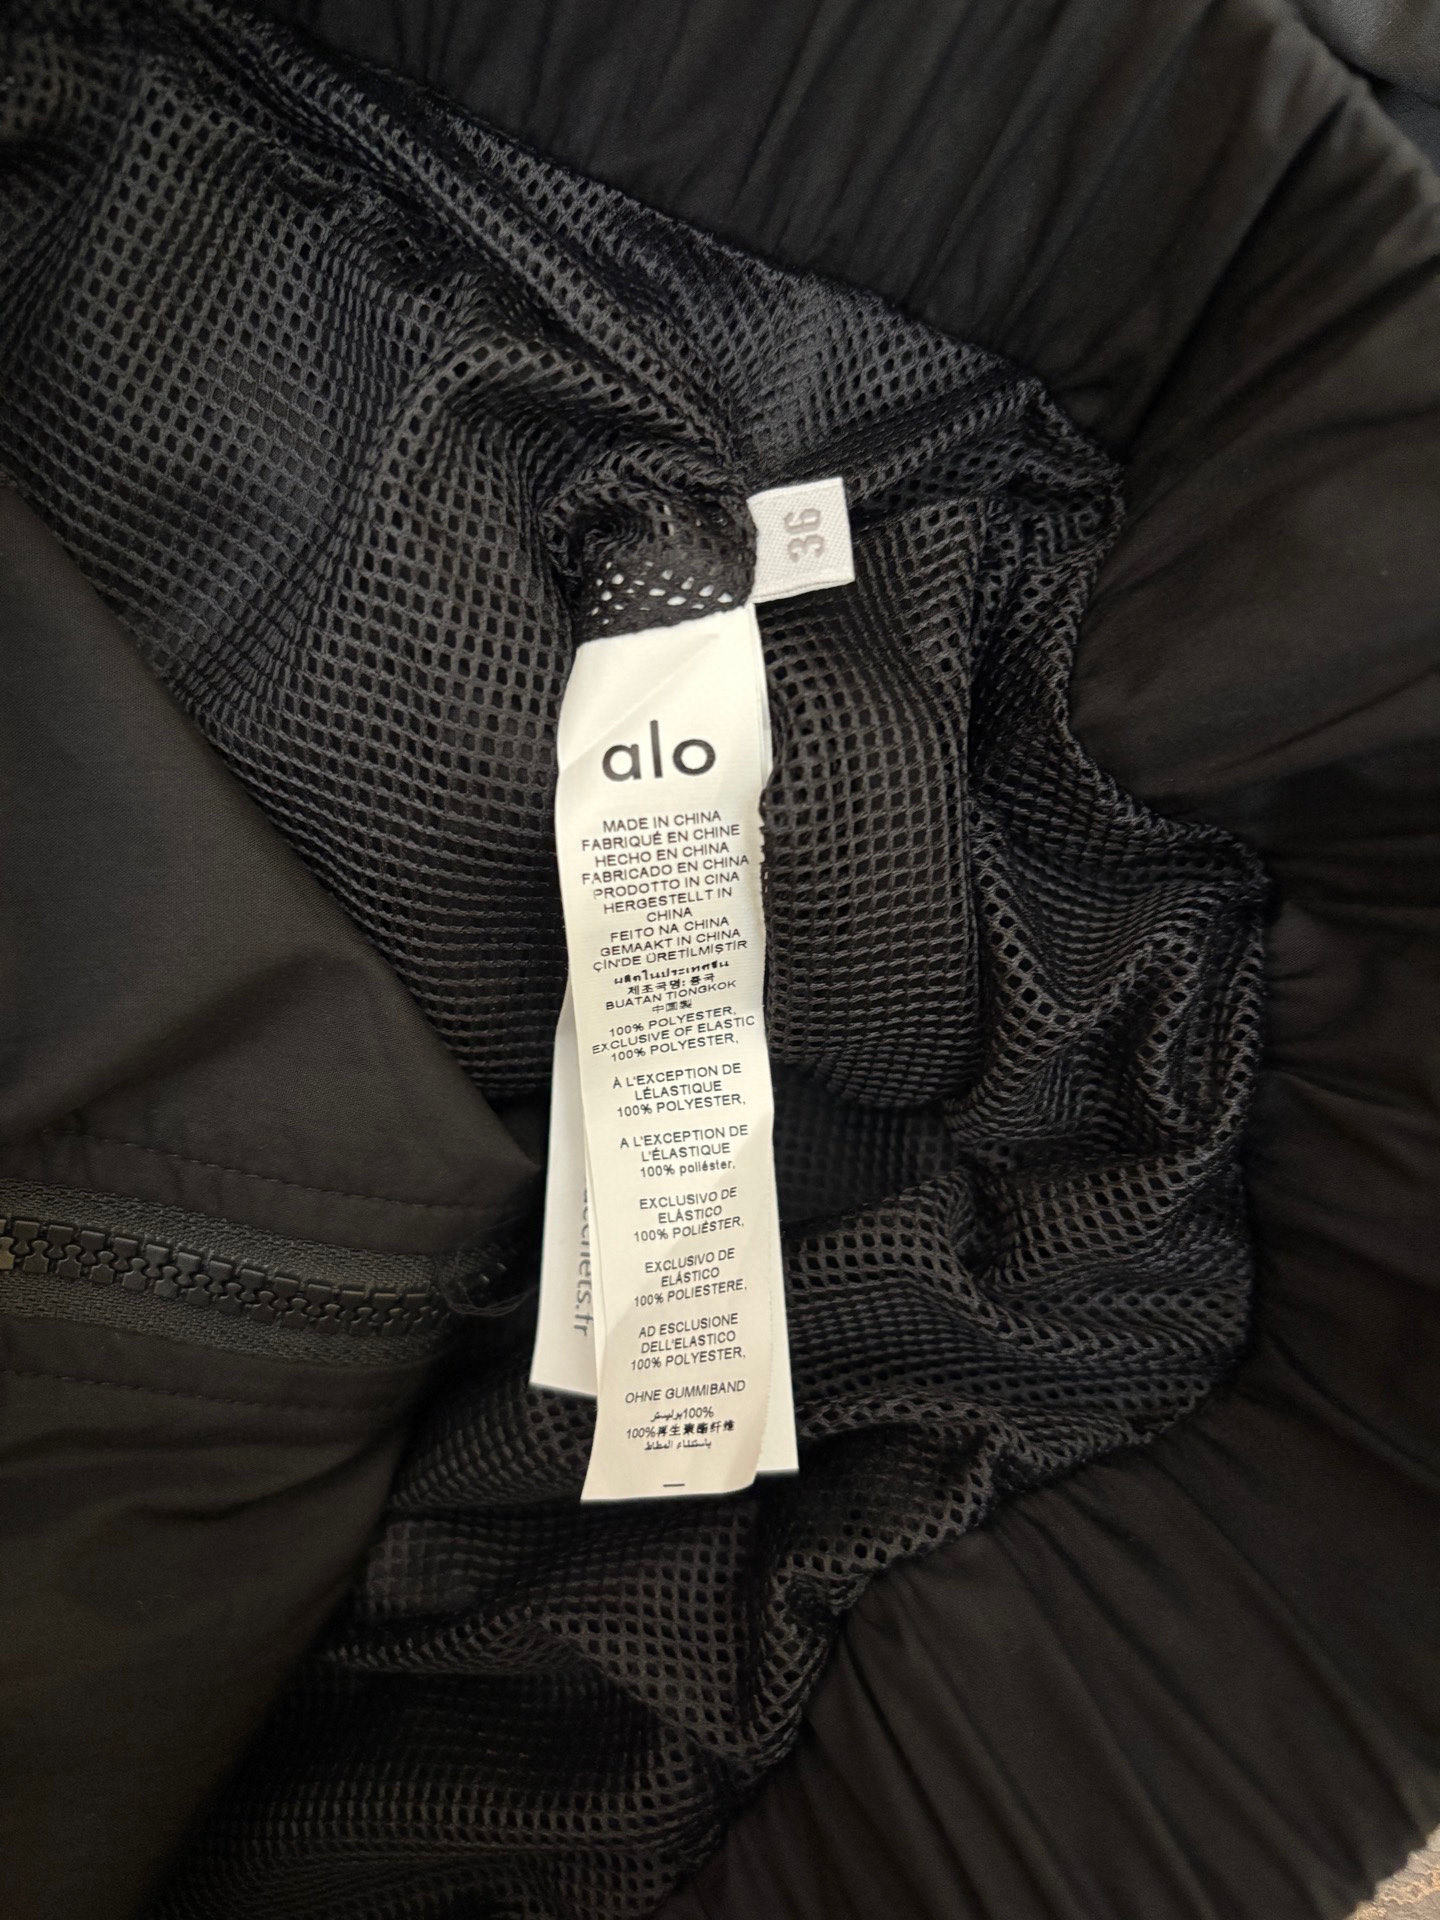 36
alo
MADE IN CHINA
FABRIQUÉ EN CHINE
HECHO EN CHINA
FABRICADO EN CHINA
PRODOTTO IN CINA
HERGESTELLT IN
CHINA
FEITO NA CHINA
GEMAAKT IN CHINA
ÇİN'DE ÜRETİLMİŞTİR
ผลิตในประเทศจีน
제조국명: 중국
BUATAN TIONGKOK
中國製
100% POLYESTER,
EXCLUSIVE OF ELASTIC
100% POLYESTER,
À L'EXCEPTION DE
LÉLASTIQUE
100% POLYESTER,
A L'EXCEPTION DE
L'ÉLASTIQUE
100% poliéster,
EXCLUSIVO DE
ELÁSTICO
100% POLIÉSTER,
EXCLUSIVO DE
ELÁSTICO
100% POLIESTERE,
AD ESCLUSIONE
DELL'ELASTICO
100% POLYESTER,
OHNE GUMMIBAND
100%بوليستر
100%再生聚酯纤维
باستثناء المطاط